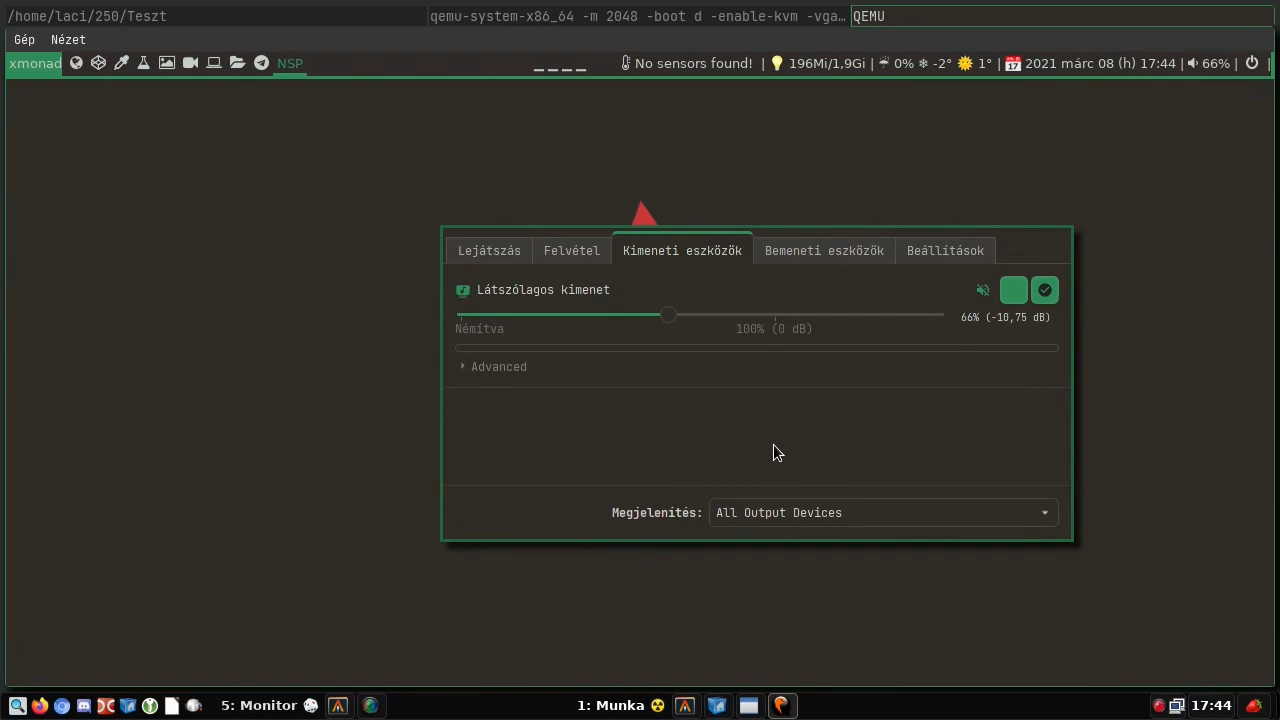 /home/laci/250/Teszt
qemu-system-x86_64 -m 2048 -boot d -enable-kvm -vga…
QEMU
Gép Nézet
xmonad NSP No sensors found! | 196Mi/1,9Gi | 0% -2° 1° | 2021 márc 08 (h) 17:44 | 66% | |
Lejátszás Felvétel Kimeneti eszközök Bemeneti eszközök Beállítások
Látszólagos kimenet
66% (-10,75 dB)
Némítva 100% (0 dB)
Advanced
Megjelenítés: All Output Devices
5: Monitor 1: Munka 17:44